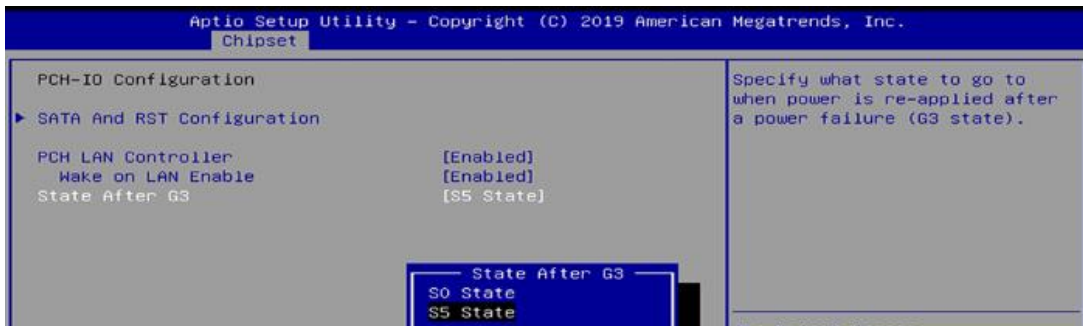 Aptio Setup Utility – Copyright (C) 2019 American Megatrends, Inc.
Chipset
PCH-IO Configuration
SATA And RST Configuration
PCH LAN Controller [Enabled]
Wake on LAN Enable [Enabled]
State After G3 [S5 State]
Specify what state to go to
when power is re-applied after
a power failure (G3 state).
State After G3
S0 State
S5 State